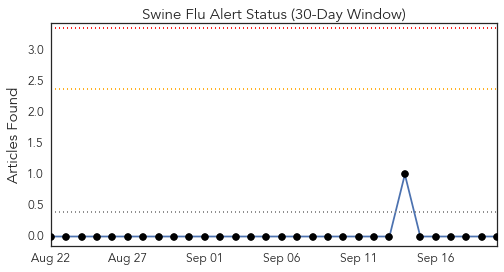 Swine Flu Alert Status (30-Day Window)
Articles Found
3.0
2.5
2.0
1.5
1.0
0.5
0.0
Aug 22 Aug 27 Sep 01 Sep 06 Sep 11 Sep 16